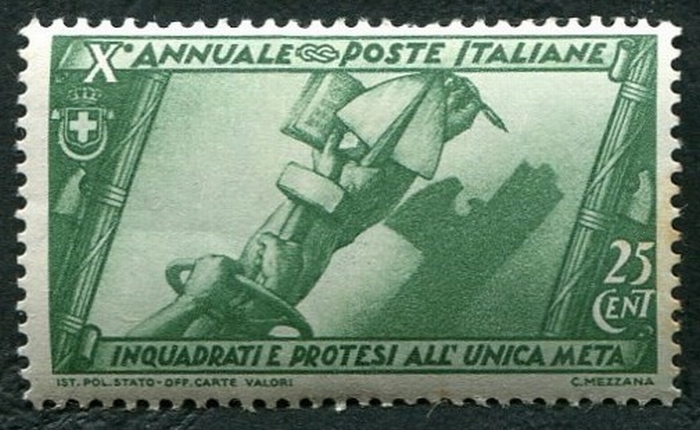 X° ANNUALE POSTE ITALIANE
25
CENT
INQUADRATI E PROTESI ALL'UNICA META
IST. POL. STATO - OFF. CARTE VALORI C. MEZZANA